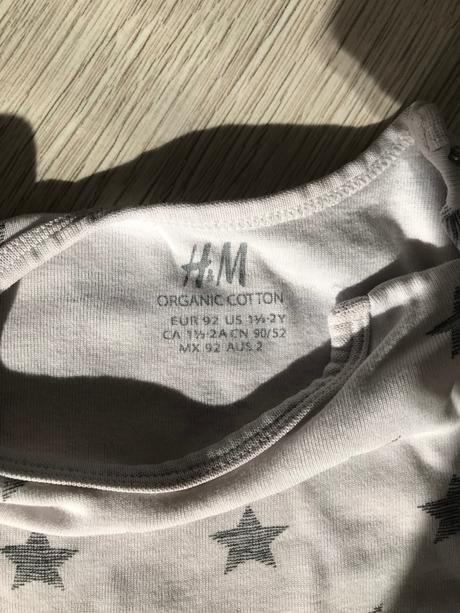 H&M
ORGANIC COTTON
EUR 92 US 1½-2Y
CA 1½-2A CN 90/52
MX 92 AUS 2